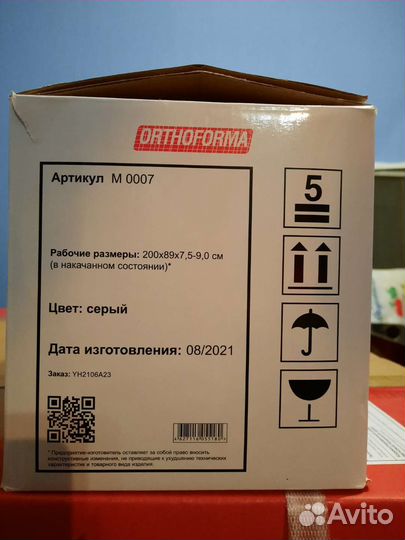 ORTHOFORMA
Артикул M 0007
5
Рабочие размеры: 200x89x7,5-9,0 см
(в накачанном состоянии)*
Цвет: серый
Дата изготовления: 08/2021
Заказ: YH2106A23
* Предприятие-изготовитель оставляет за собой право вносить
конструктивные изменения, не приводящие к ухудшению технических
характеристик и товарного вида изделия.
Avito